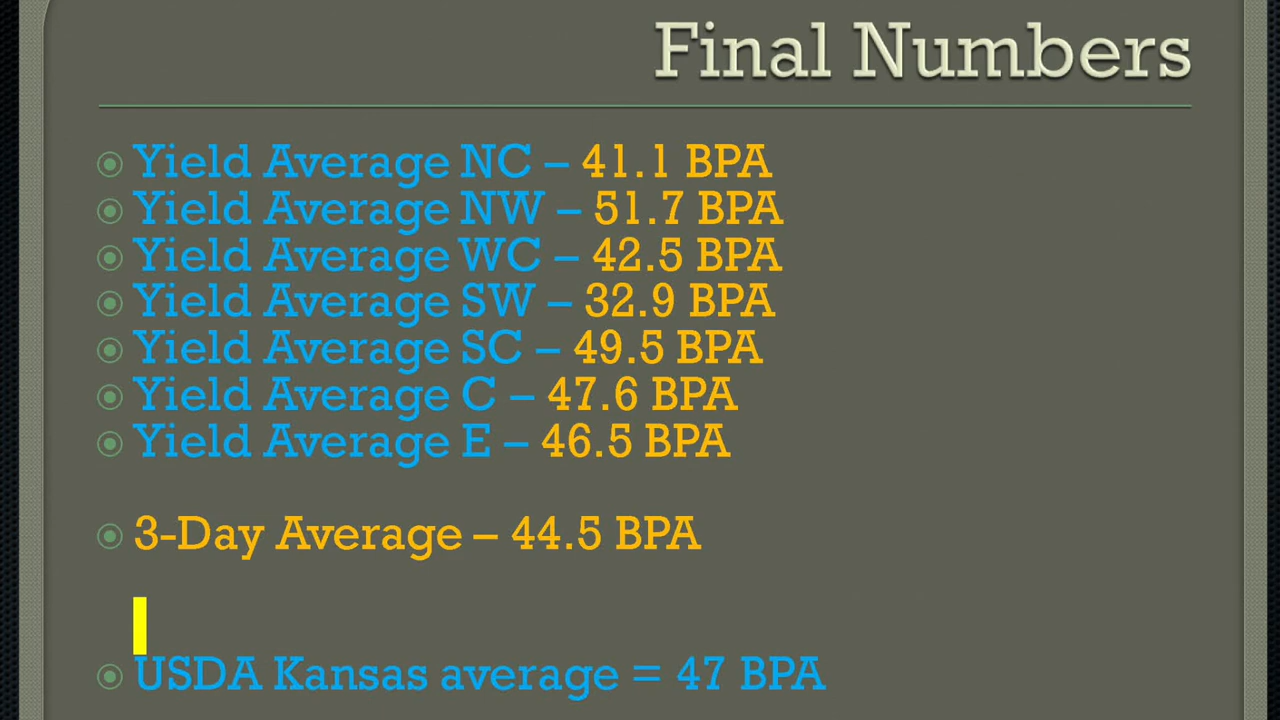 Final Numbers
Yield Average NC – 41.1 BPA
Yield Average NW – 51.7 BPA
Yield Average WC – 42.5 BPA
Yield Average SW – 32.9 BPA
Yield Average SC – 49.5 BPA
Yield Average C – 47.6 BPA
Yield Average E – 46.5 BPA
3-Day Average – 44.5 BPA
USDA Kansas average = 47 BPA